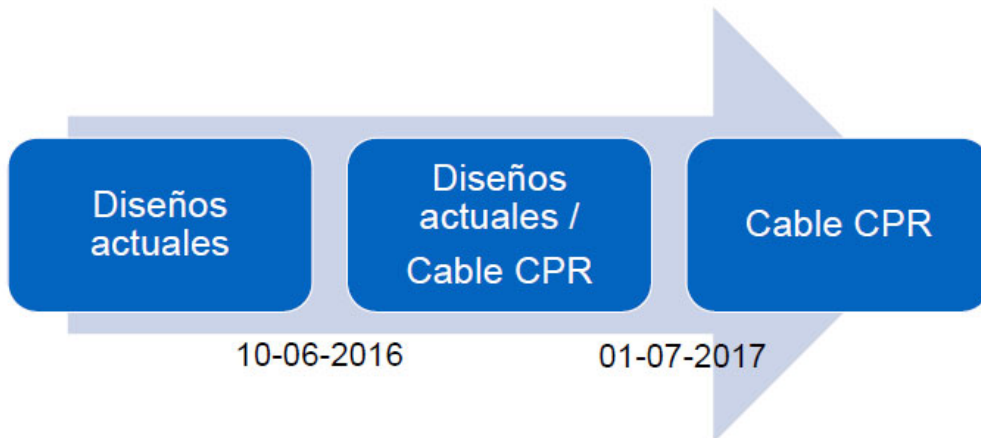 Diseños
actuales
Diseños
actuales /
Cable CPR
Cable CPR
10-06-2016
01-07-2017